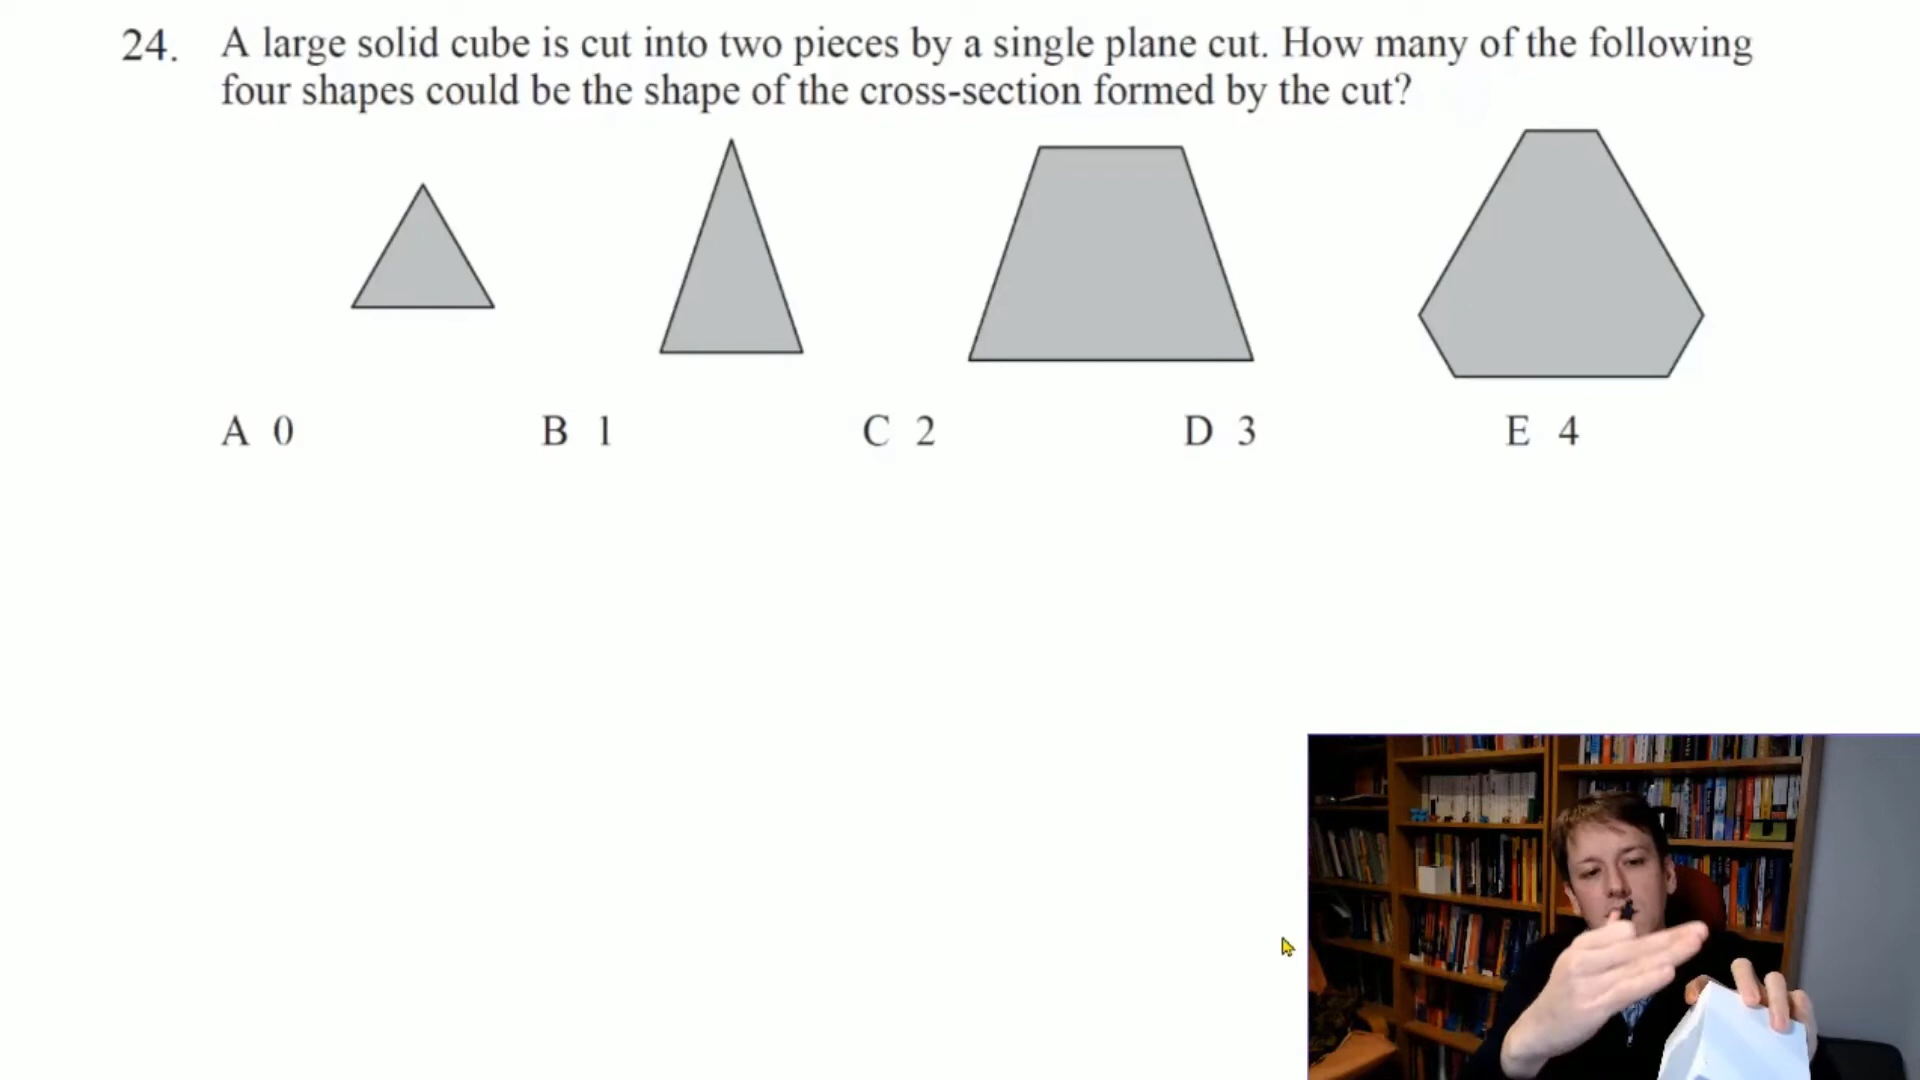 24. A large solid cube is cut into two pieces by a single plane cut. How many of the following
four shapes could be the shape of the cross-section formed by the cut?
A 0 B 1 C 2 D 3 E 4